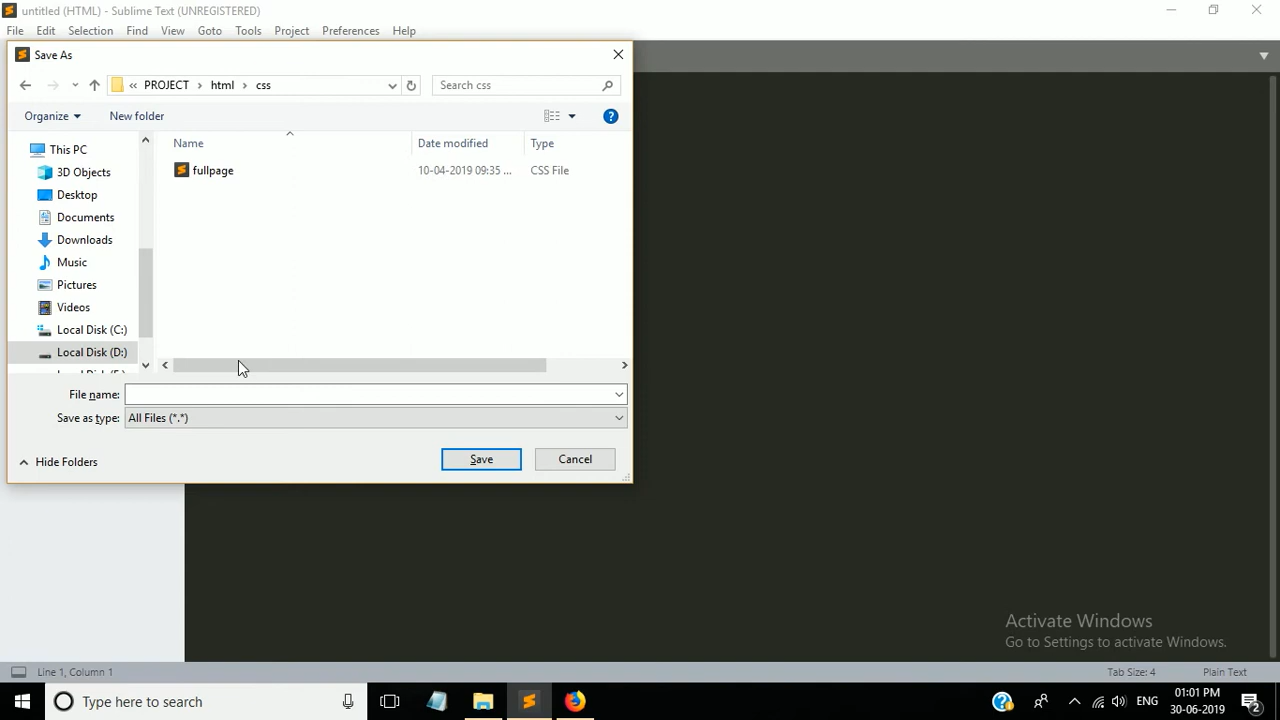 untitled (HTML) - Sublime Text (UNREGISTERED)
File Edit Selection Find View Goto Tools Project Preferences Help
Save As
« PROJECT › html › css
Search css
Organize New folder
Name Date modified Type
This PC
fullpage 10-04-2019 09:35 ... CSS File
3D Objects
Desktop
Documents
Downloads
Music
Pictures
Videos
Local Disk (C:)
Local Disk (D:)
File name:
Save as type: All Files (*.*)
Hide Folders
Save Cancel
Activate Windows
Go to Settings to activate Windows.
Line 1, Column 1 Tab Size: 4 Plain Text
Type here to search
ENG
01:01 PM
30-06-2019
2